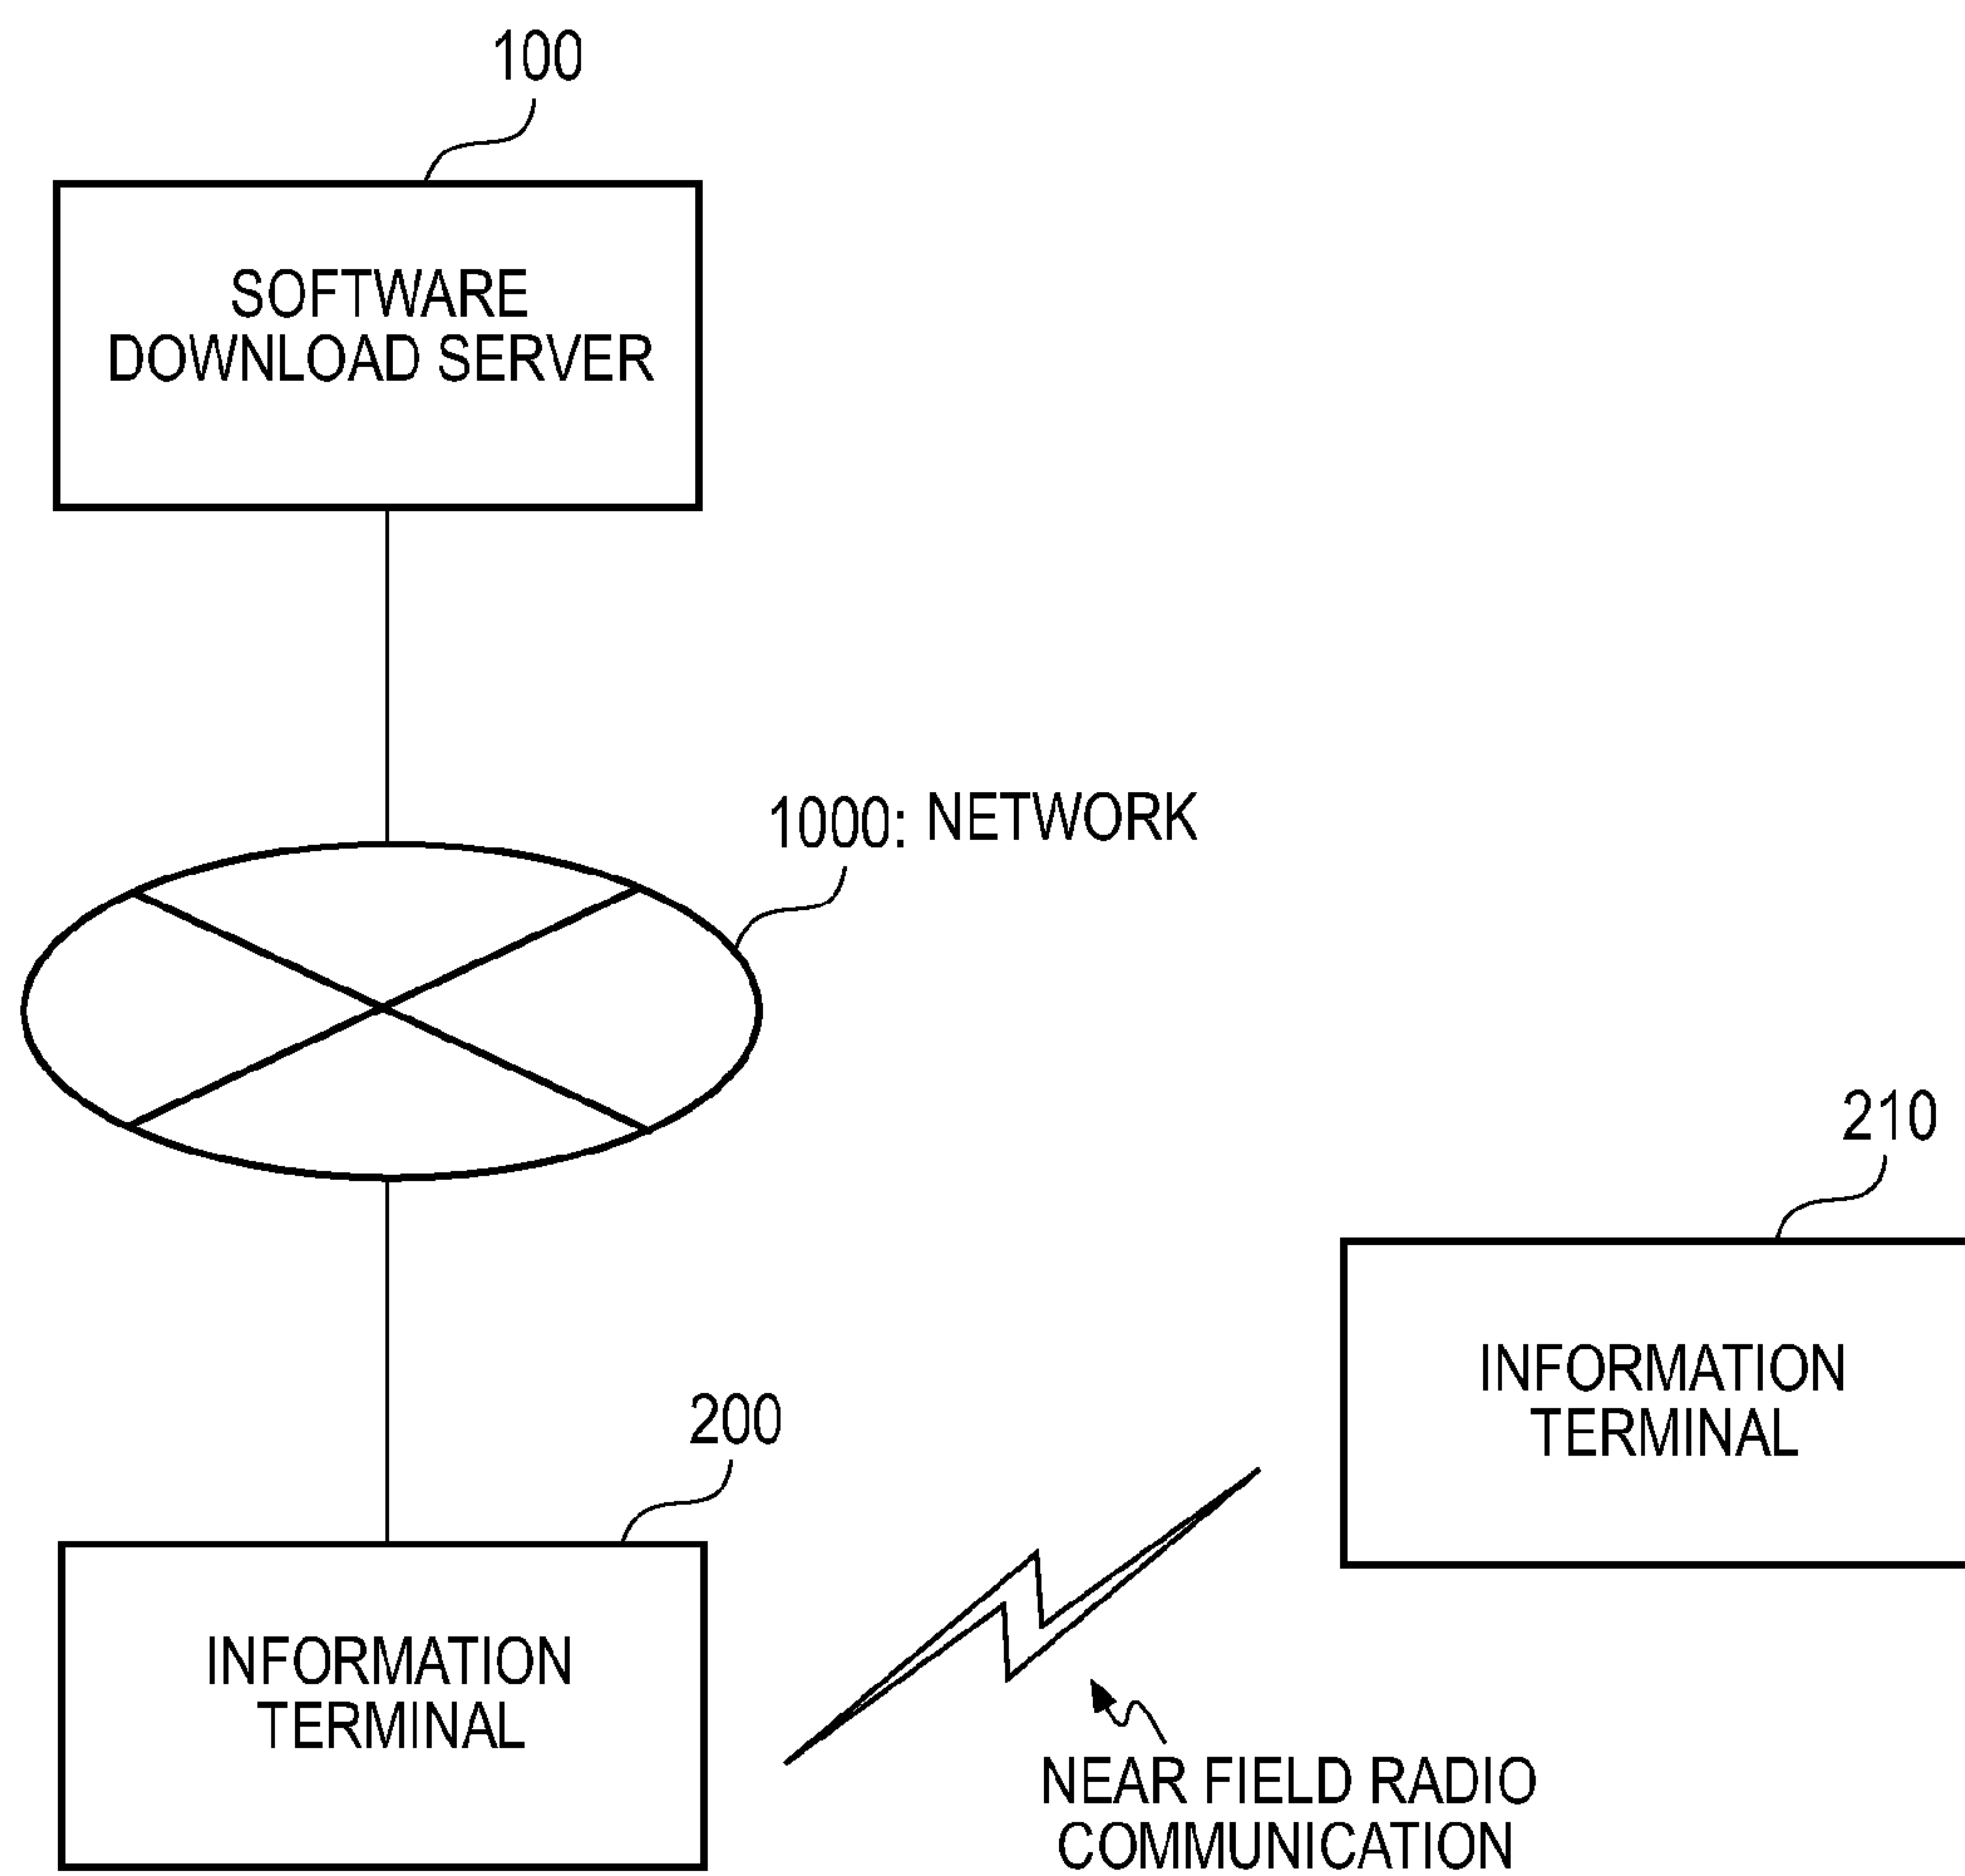 100
SOFTWARE
DOWNLOAD SERVER
1000: NETWORK
210
INFORMATION
TERMINAL
200
INFORMATION
TERMINAL
NEAR FIELD RADIO
COMMUNICATION